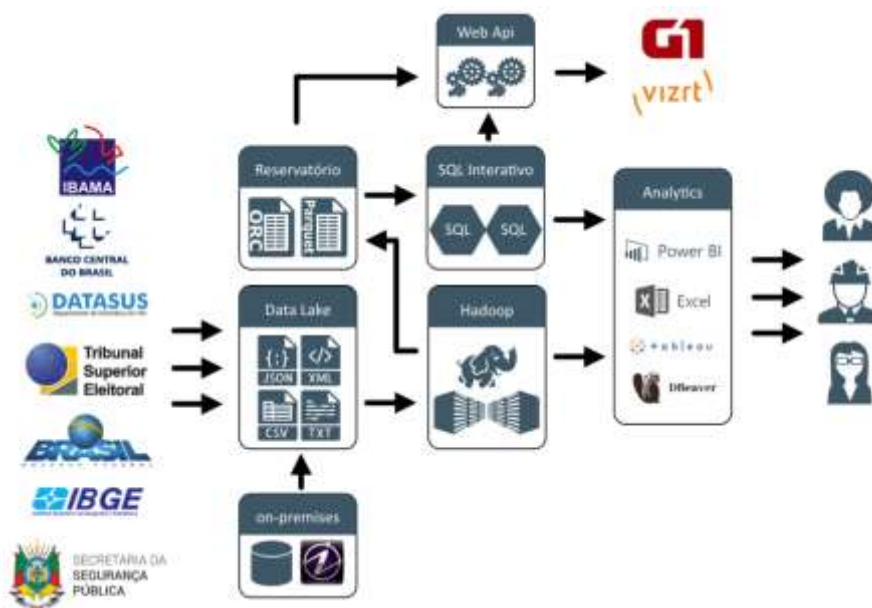 Web Api
G1
vizrt
IBAMA
BANCO CENTRAL
DO BRASIL
DATASUS
Tribunal
Superior
Eleitoral
BRASIL
IBGE
SECRETARIA DA
SEGURANÇA
PÚBLICA
Reservatório
ORC
Parquet
SQL Interativo
SQL
SQL
Data Lake
{:}
</>
JSON
XML
CSV
TXT
Hadoop
on-premises
Analytics
Power BI
X
Excel
+ a b l e a u
DBeaver